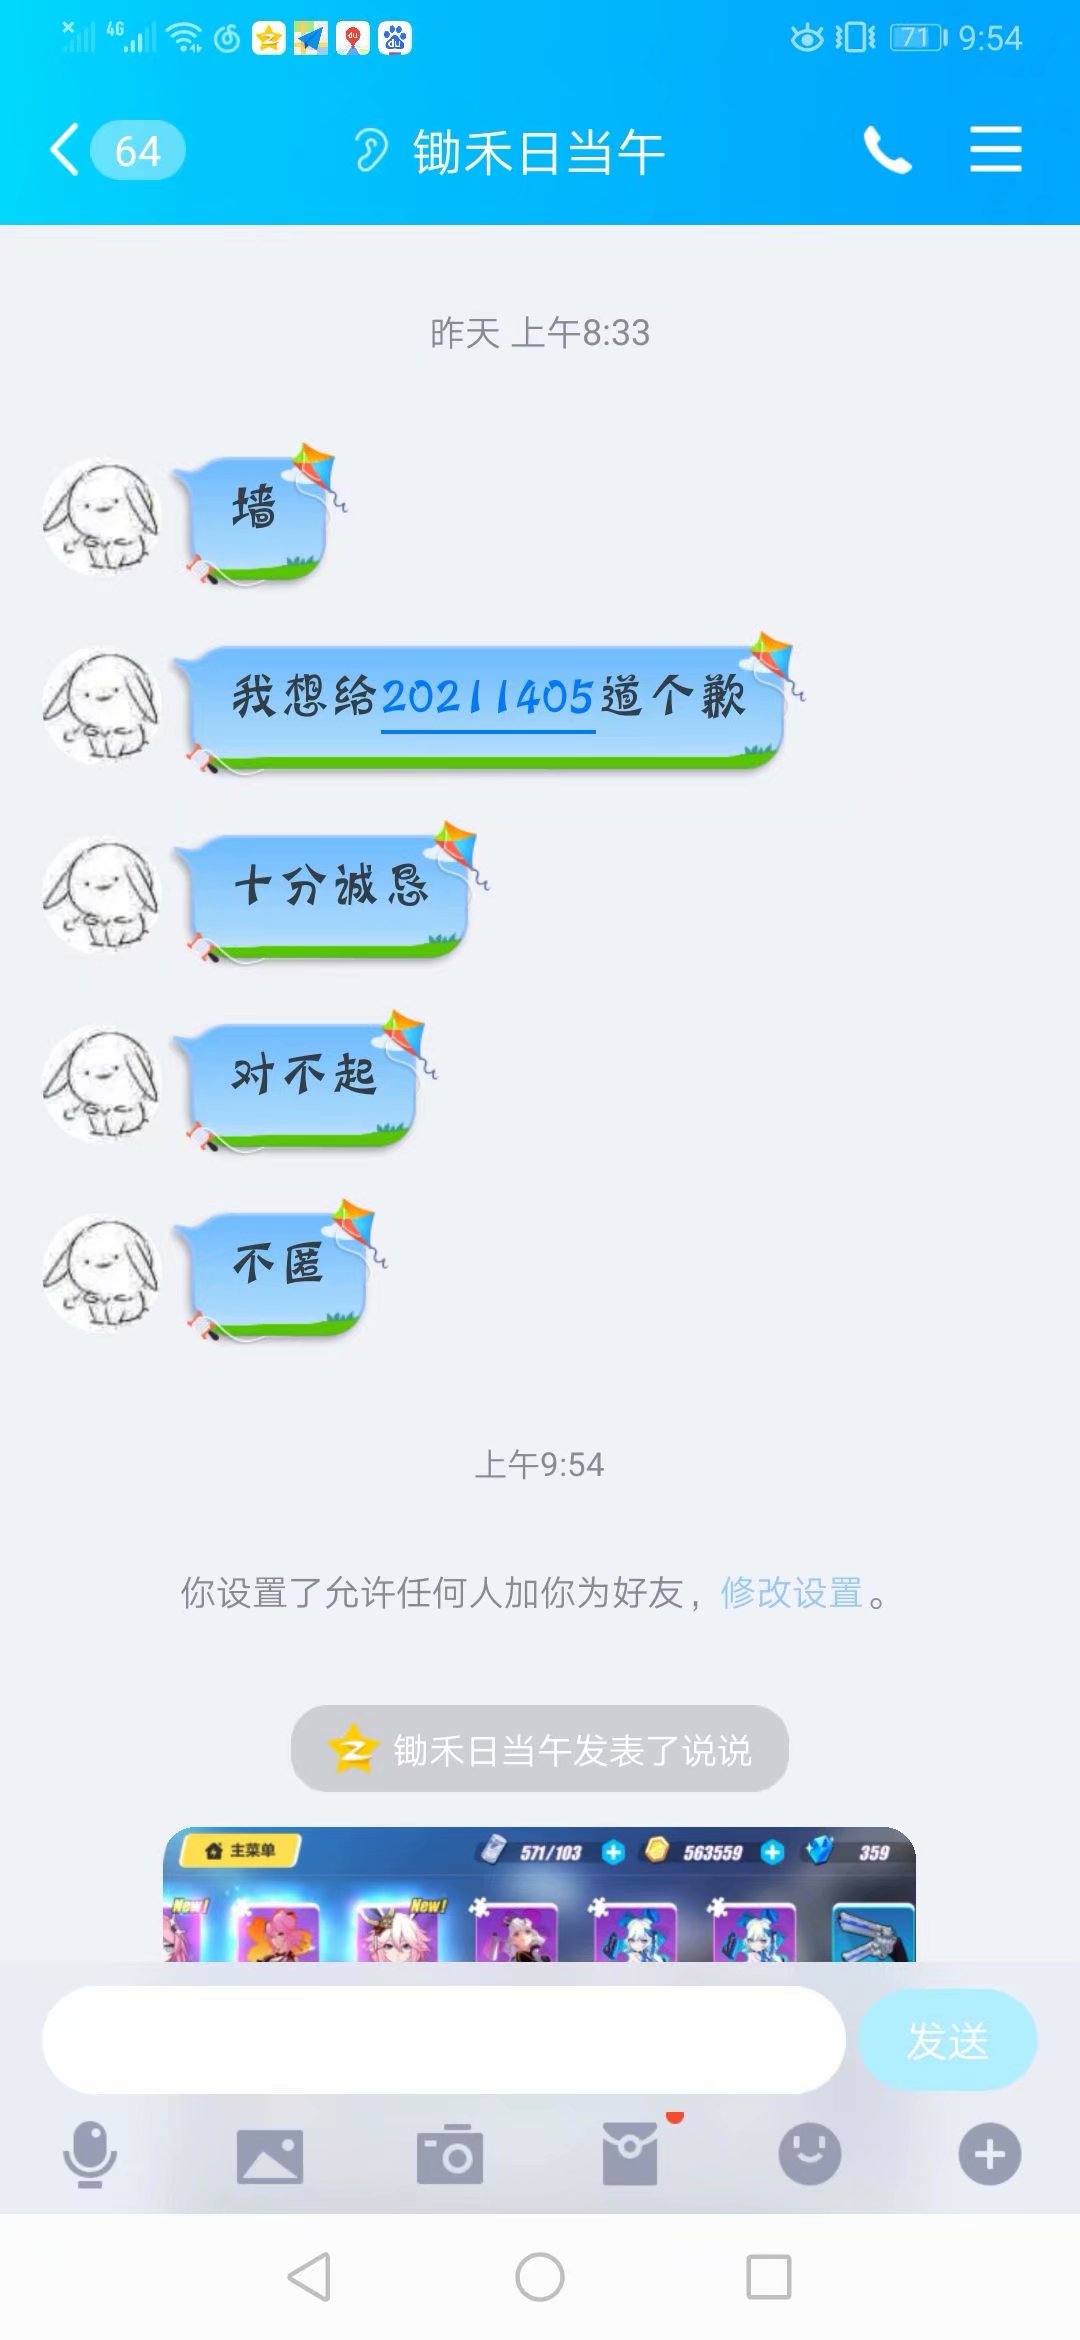 4G
71
9:54
64
锄禾日当午
昨天 上午8:33
墙
我想给20211405道个歉
十分诚恳
对不起
不匿
上午9:54
你设置了允许任何人加你为好友，修改设置。
锄禾日当午发表了说说
主菜单
571/103
563559
359
New!
New!
发送